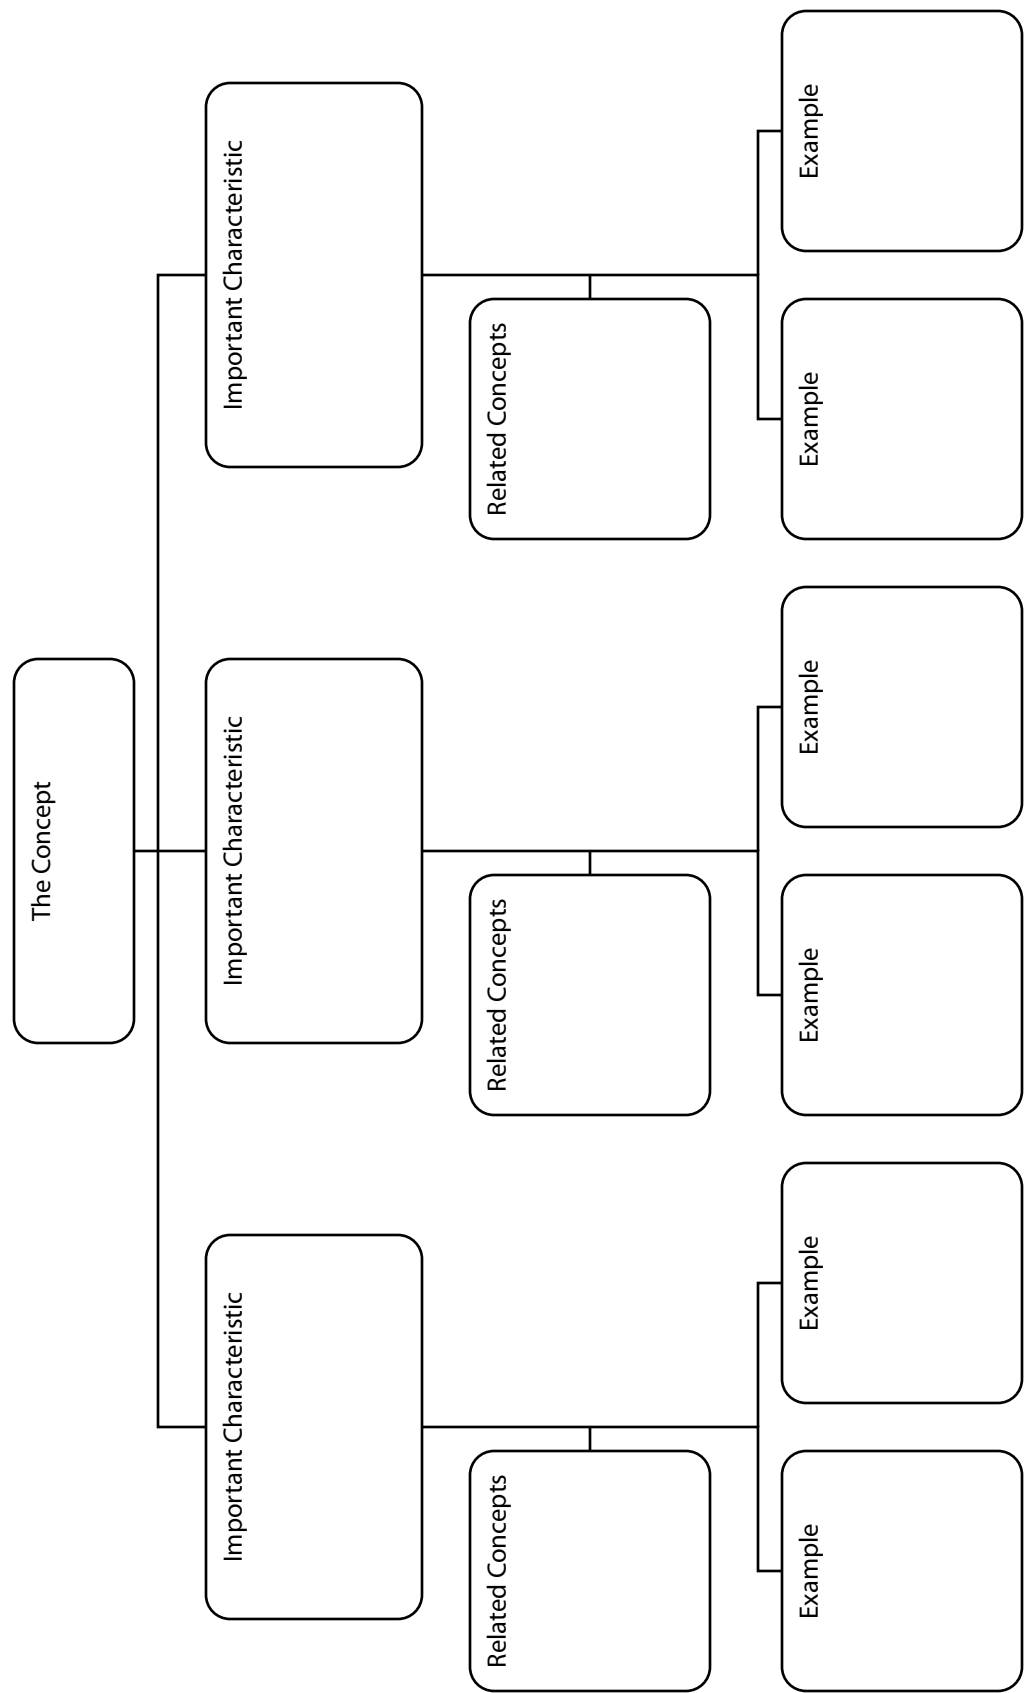 The Concept
Important Characteristic
Important Characteristic
Important Characteristic
Related Concepts
Related Concepts
Related Concepts
Example
Example
Example
Example
Example
Example